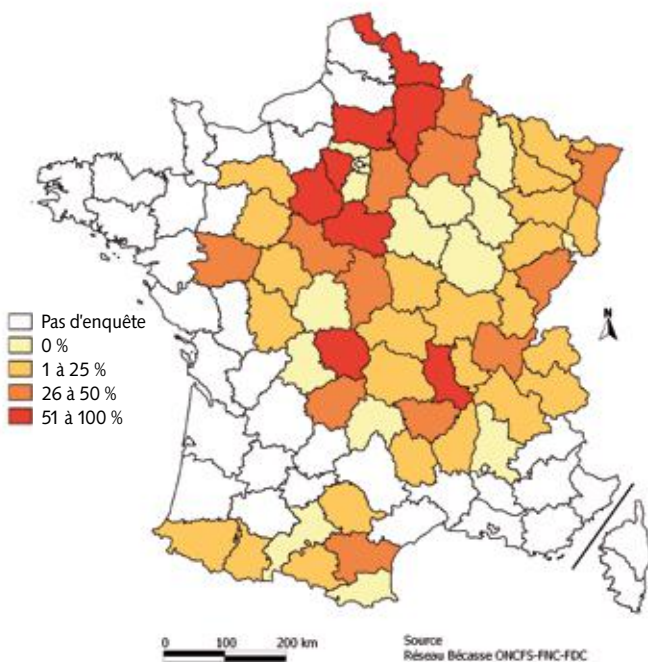 Pas d'enquête
0 %
1 à 25 %
26 à 50 %
51 à 100 %
N
0 100 200 km
Source
Réseau Bécasse ONCFS-FNC-FDC